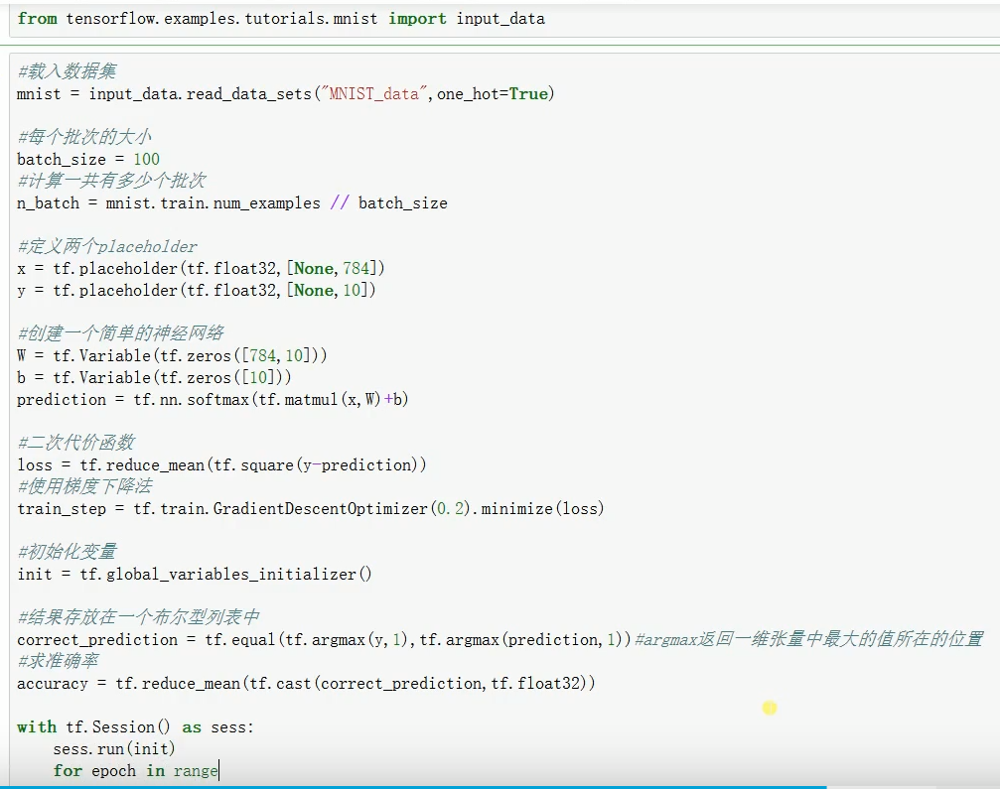 from tensorflow.examples.tutorials.mnist import input_data
#载入数据集
mnist = input_data.read_data_sets("MNIST_data",one_hot=True)
#每个批次的大小
batch_size = 100
#计算一共有多少个批次
n_batch = mnist.train.num_examples // batch_size
#定义两个placeholder
x = tf.placeholder(tf.float32,[None,784])
y = tf.placeholder(tf.float32,[None,10])
#创建一个简单的神经网络
W = tf.Variable(tf.zeros([784,10]))
b = tf.Variable(tf.zeros([10]))
prediction = tf.nn.softmax(tf.matmul(x,W)+b)
#二次代价函数
loss = tf.reduce_mean(tf.square(y-prediction))
#使用梯度下降法
train_step = tf.train.GradientDescentOptimizer(0.2).minimize(loss)
#初始化变量
init = tf.global_variables_initializer()
#结果存放在一个布尔型列表中
correct_prediction = tf.equal(tf.argmax(y,1),tf.argmax(prediction,1))#argmax返回一维张量中最大的值所在的位置
#求准确率
accuracy = tf.reduce_mean(tf.cast(correct_prediction,tf.float32))
with tf.Session() as sess:
    sess.run(init)
    for epoch in range